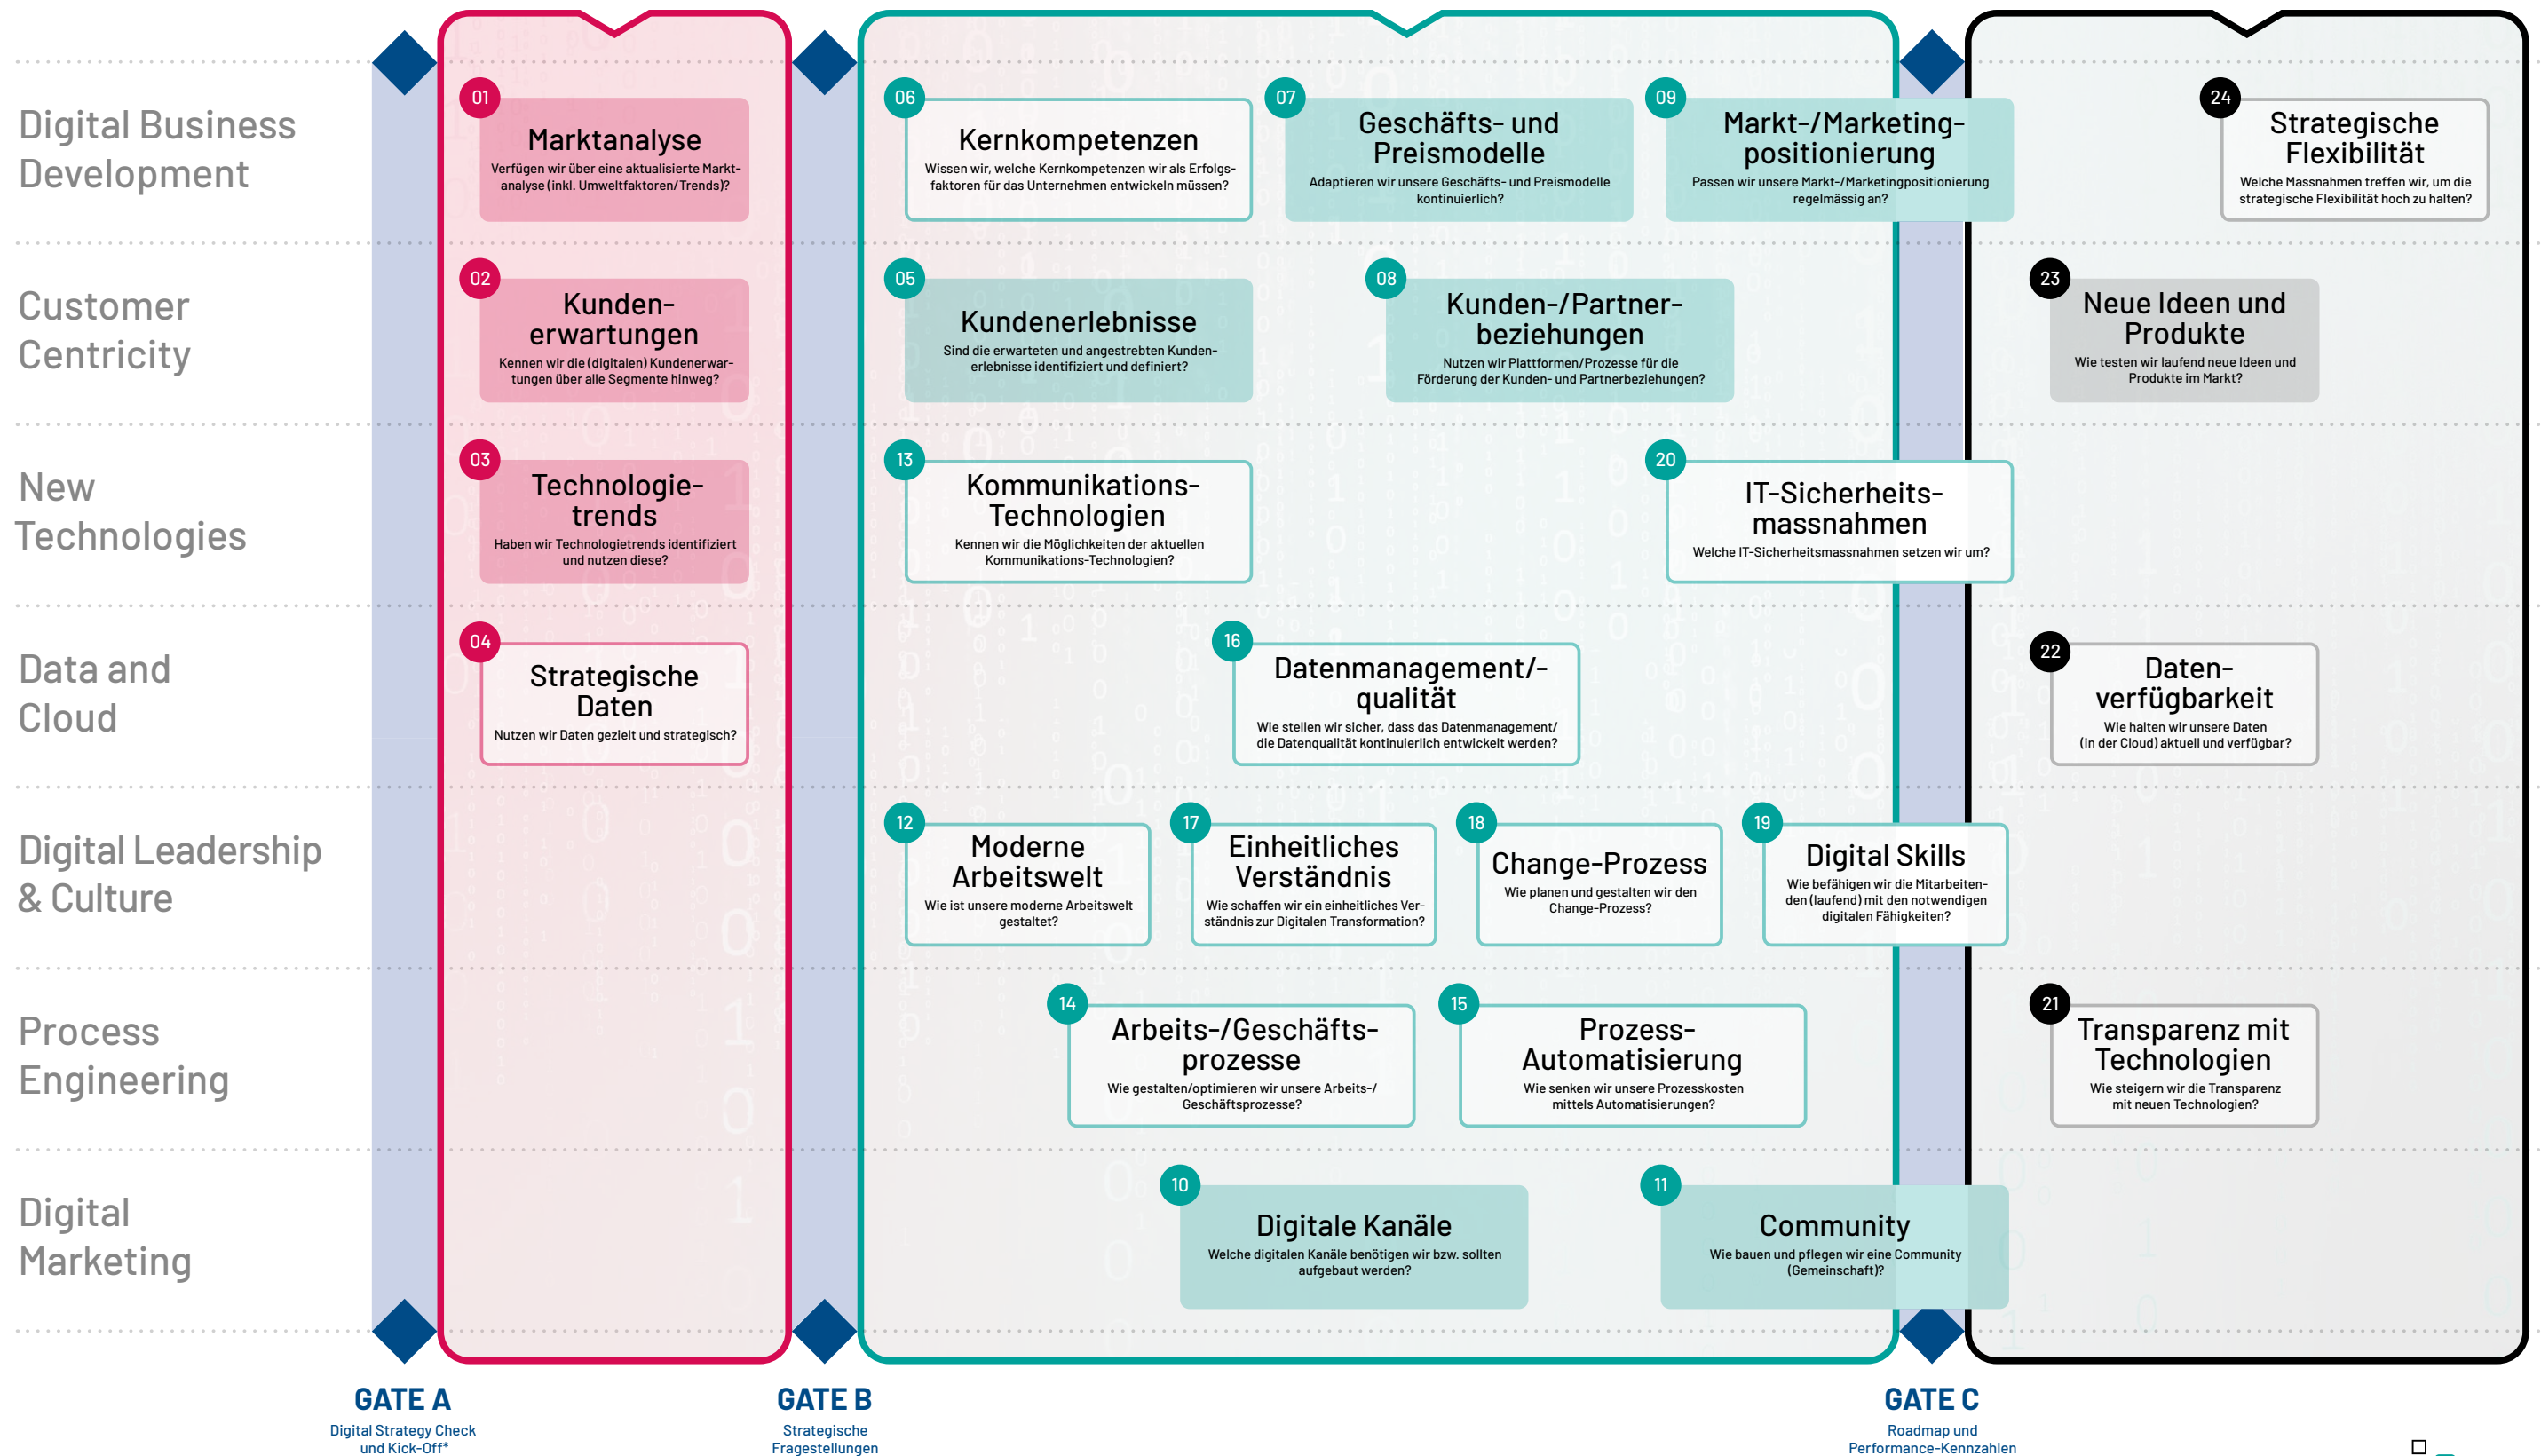 Digital Business
Development
01
Marktanalyse
Verfügen wir über eine aktualisierte Markt-
analyse (inkl. Umweltfaktoren/Trends)?
06
Kernkompetenzen
Wissen wir, welche Kernkompetenzen wir als Erfolgs-
faktoren für das Unternehmen entwickeln müssen?
07
Geschäfts- und
Preismodelle
Adaptieren wir unsere Geschäfts- und Preismodelle
kontinuierlich?
09
Markt-/Marketing-
positionierung
Passen wir unsere Markt-/Marketingpositionierung
regelmässig an?
24
Strategische
Flexibilität
Welche Massnahmen treffen wir, um die
strategische Flexibilität hoch zu halten?
Customer
Centricity
02
Kunden-
erwartungen
Kennen wir die (digitalen) Kundenerwar-
tungen über alle Segmente hinweg?
05
Kundenerlebnisse
Sind die erwarteten und angestrebten Kunden-
erlebnisse identifiziert und definiert?
08
Kunden-/Partner-
beziehungen
Nutzen wir Plattformen/Prozesse für die
Förderung der Kunden- und Partnerbeziehungen?
23
Neue Ideen und
Produkte
Wie testen wir laufend neue Ideen und
Produkte im Markt?
New
Technologies
03
Technologie-
trends
Haben wir Technologietrends identifiziert
und nutzen diese?
13
Kommunikations-
Technologien
Kennen wir die Möglichkeiten der aktuellen
Kommunikations-Technologien?
20
IT-Sicherheits-
massnahmen
Welche IT-Sicherheitsmassnahmen setzen wir um?
Data and
Cloud
04
Strategische
Daten
Nutzen wir Daten gezielt und strategisch?
16
Datenmanagement/-
qualität
Wie stellen wir sicher, dass das Datenmanagement/
die Datenqualität kontinuierlich entwickelt werden?
22
Daten-
verfügbarkeit
Wie halten wir unsere Daten
(in der Cloud) aktuell und verfügbar?
Digital Leadership
& Culture
12
Moderne
Arbeitswelt
Wie ist unsere moderne Arbeitswelt
gestaltet?
17
Einheitliches
Verständnis
Wie schaffen wir ein einheitliches Ver-
ständnis zur Digitalen Transformation?
18
Change-Prozess
Wie planen und gestalten wir den
Change-Prozess?
19
Digital Skills
Wie befähigen wir die Mitarbeiten-
den (laufend) mit den notwendigen
digitalen Fähigkeiten?
Process
Engineering
14
Arbeits-/Geschäfts-
prozesse
Wie gestalten/optimieren wir unsere Arbeits-/
Geschäftsprozesse?
15
Prozess-
Automatisierung
Wie senken wir unsere Prozesskosten
mittels Automatisierungen?
21
Transparenz mit
Technologien
Wie steigern wir die Transparenz
mit neuen Technologien?
Digital
Marketing
10
Digitale Kanäle
Welche digitalen Kanäle benötigen wir bzw. sollten
aufgebaut werden?
11
Community
Wie bauen und pflegen wir eine Community
(Gemeinschaft)?
GATE A
Digital Strategy Check
und Kick-Off*
GATE B
Strategische
Fragestellungen
GATE C
Roadmap und
Performance-Kennzahlen